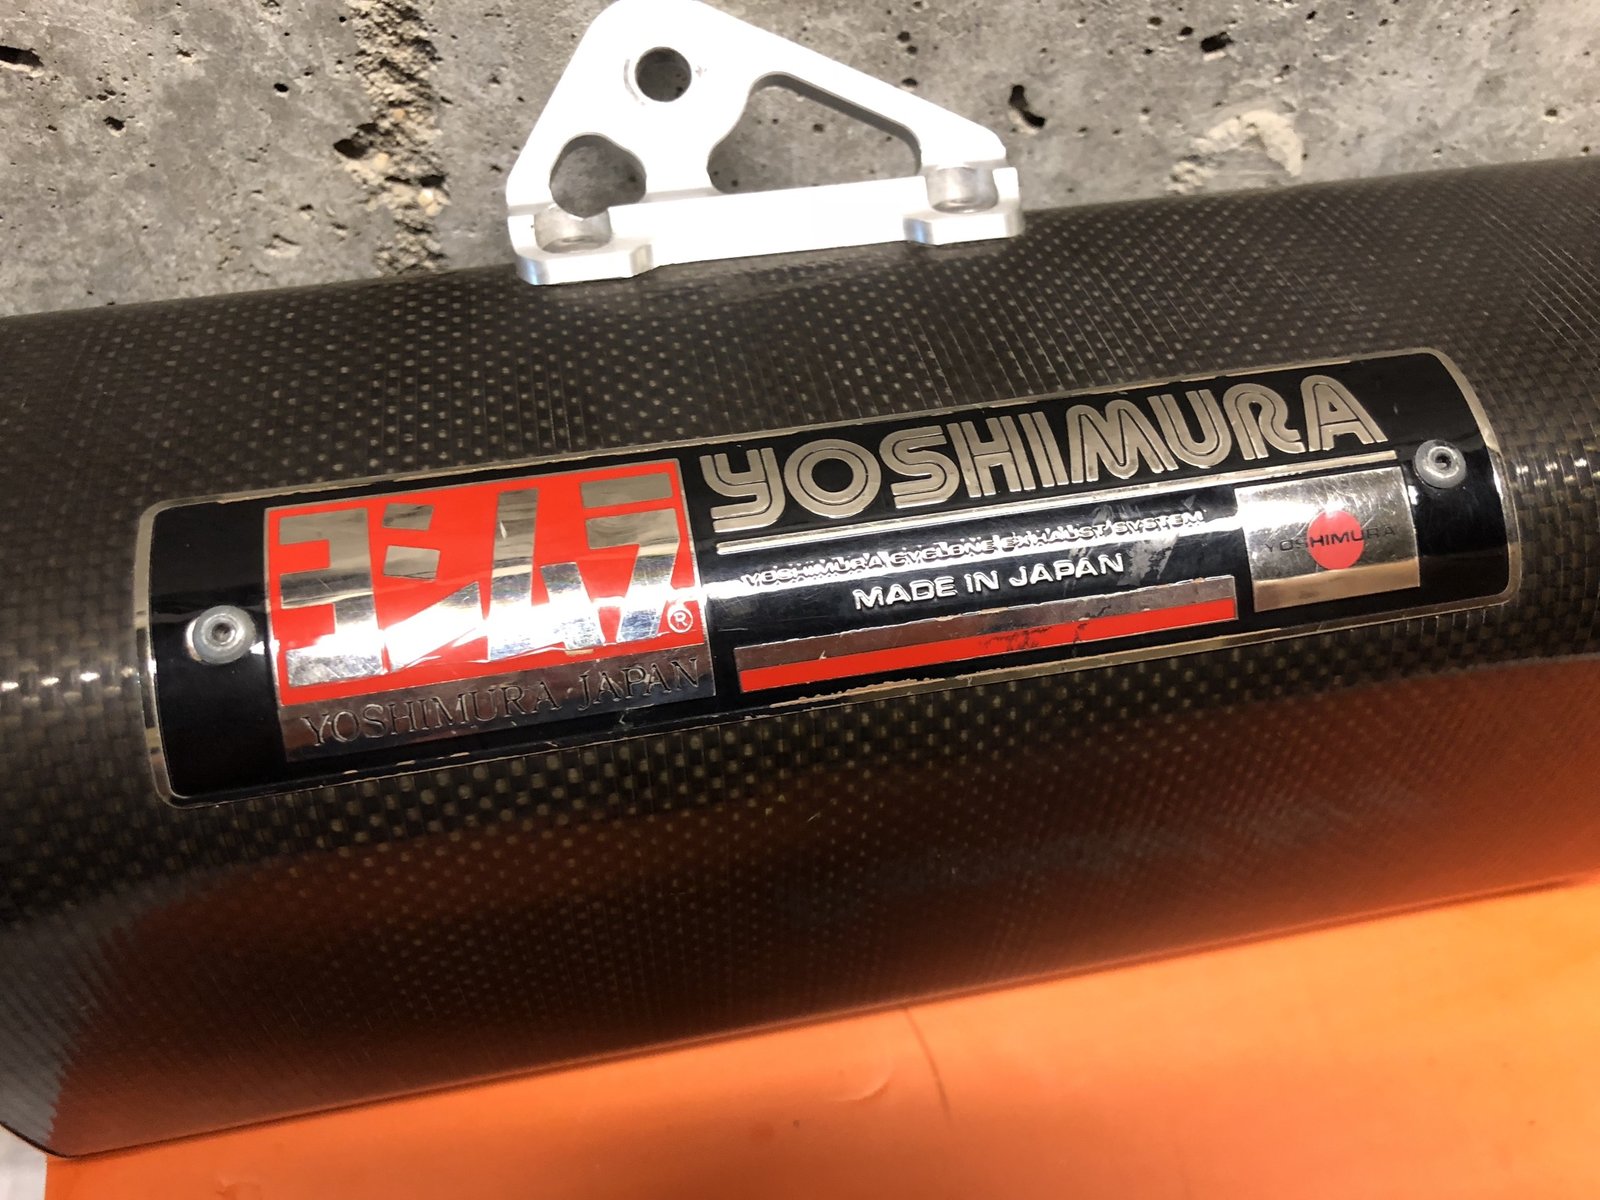 ヨシムラ
®
YOSHIMURA JAPAN
YOSHIMURA
YOSHIMURA CYCLONE EXHAUST SYSTEM
MADE IN JAPAN
YOSHIMURA